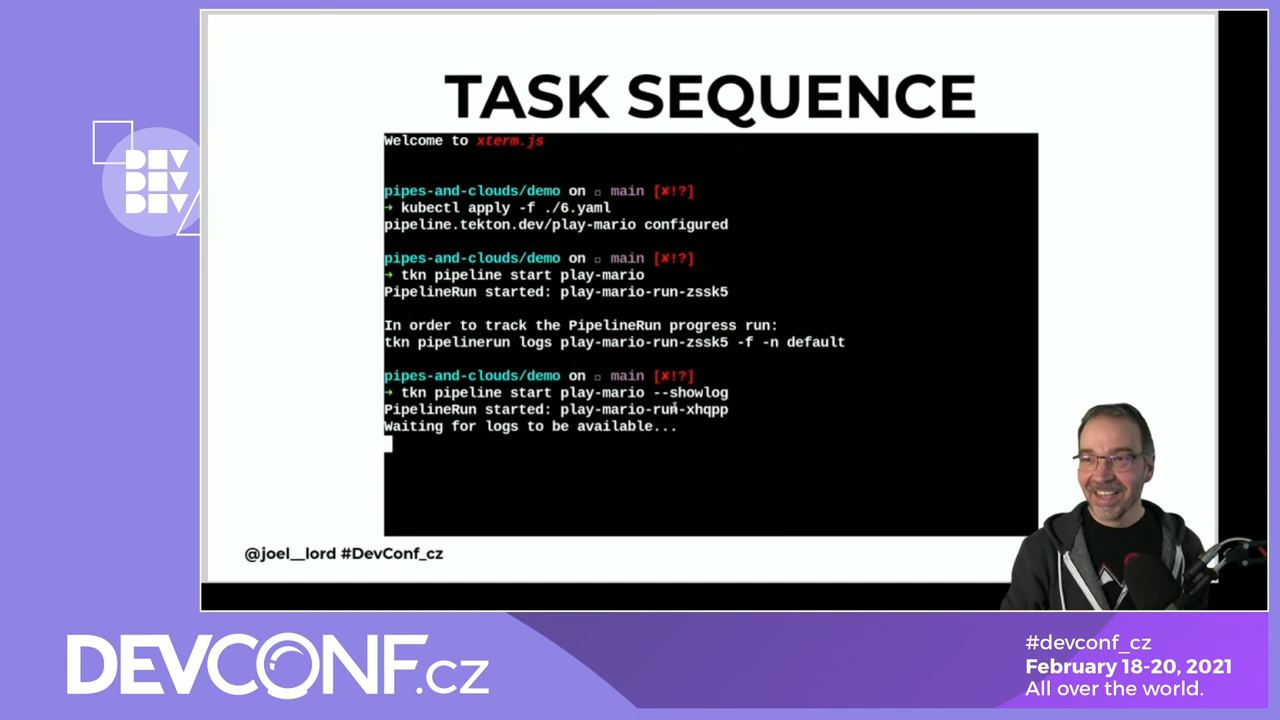 TASK SEQUENCE
Welcome to xterm.js
pipes-and-clouds/demo on main [✘!?]
➜ kubectl apply -f ./6.yaml
pipeline.tekton.dev/play-mario configured
pipes-and-clouds/demo on main [✘!?]
➜ tkn pipeline start play-mario
PipelineRun started: play-mario-run-zssk5
In order to track the PipelineRun progress run:
tkn pipelinerun logs play-mario-run-zssk5 -f -n default
pipes-and-clouds/demo on main [✘!?]
➜ tkn pipeline start play-mario --showlog
PipelineRun started: play-mario-run-xhqpp
Waiting for logs to be available...
@joel__lord #DevConf_cz
DEV
DEV
DEV
DEVCONF.cz
#devconf_cz
February 18-20, 2021
All over the world.